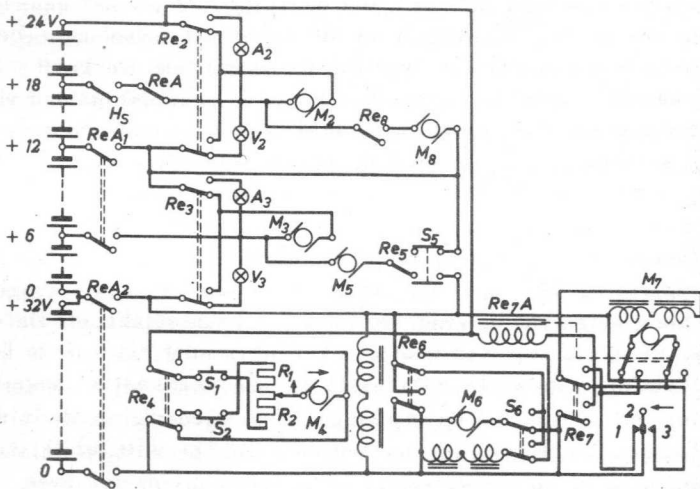 + 24V
Re2
A2
+ 18
ReA
M2
HS
Re8
M8
V2
+ 12
ReA1
Re3
A3
M3
S5
+ 6
Re5
M5
V3
0
+ 32V
ReA2
M7
Re7A
Re6
R1
S1
Re4
M4
M6
S6
R2
S2
Re7
2
1
3
0